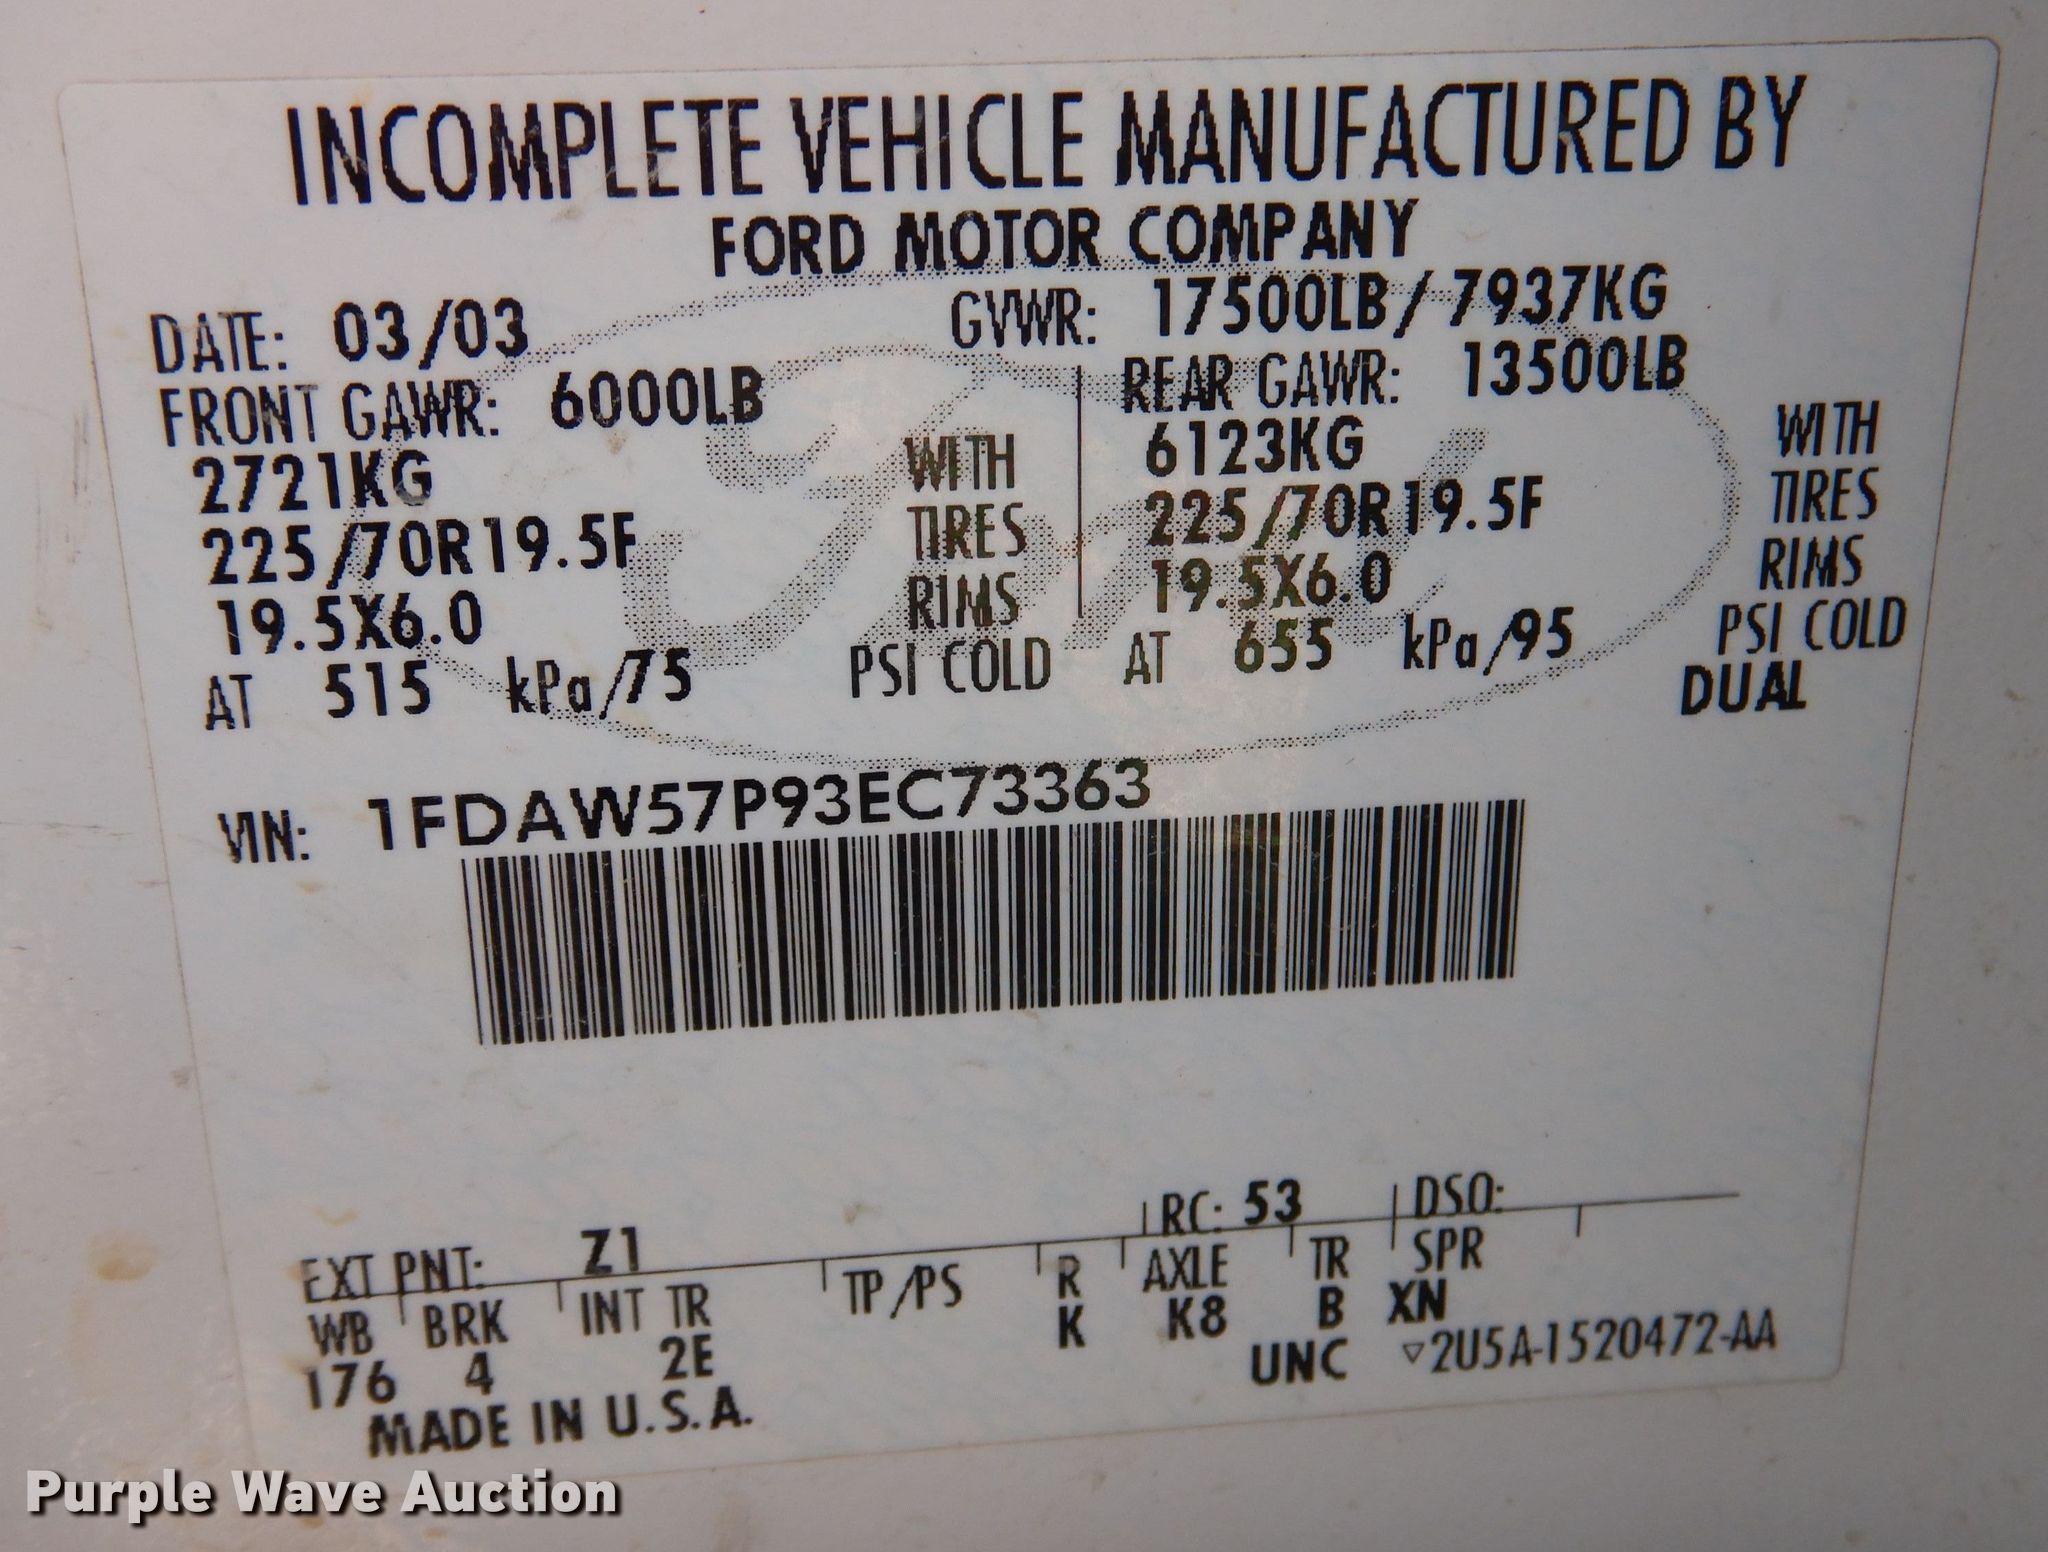 INCOMPLETE VEHICLE MANUFACTURED BY
FORD MOTOR COMPANY
DATE: 03/03 GVWR: 17500LB / 7937KG
FRONT GAWR: 6000LB REAR GAWR: 13500LB
2721KG WITH 6123KG WITH
225/70R19.5F TIRES 225/70R19.5F TIRES
19.5X6.0 RIMS 19.5X6.0 RIMS
AT 515 kPa/75 PSI COLD AT 655 kPa/95 PSI COLD
DUAL
VIN: 1FDAW57P93EC73363
EXT PNT: Z1 RC: 53 DSO:
WB BRK INT TR TP/PS R AXLE TR SPR
176 4 2E K K8 B XN
UNC ▽2U5A-1520472-AA
MADE IN U.S.A.
Ford
Purple Wave Auction